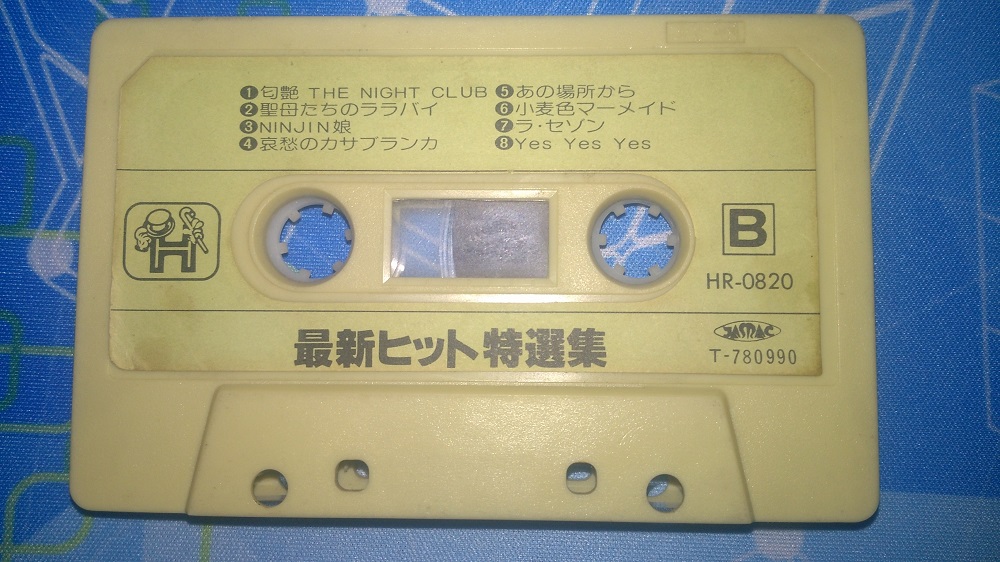 ❶匂艶 THE NIGHT CLUB
❷聖母たちのララバイ
❸NINJIN娘
❹哀愁のカサブランカ
❺あの場所から
❻小麦色マーメイド
❼ラ・セゾン
❽Yes Yes Yes
H
B
HR-0820
最新ヒット特選集
JASRAC
T-780990